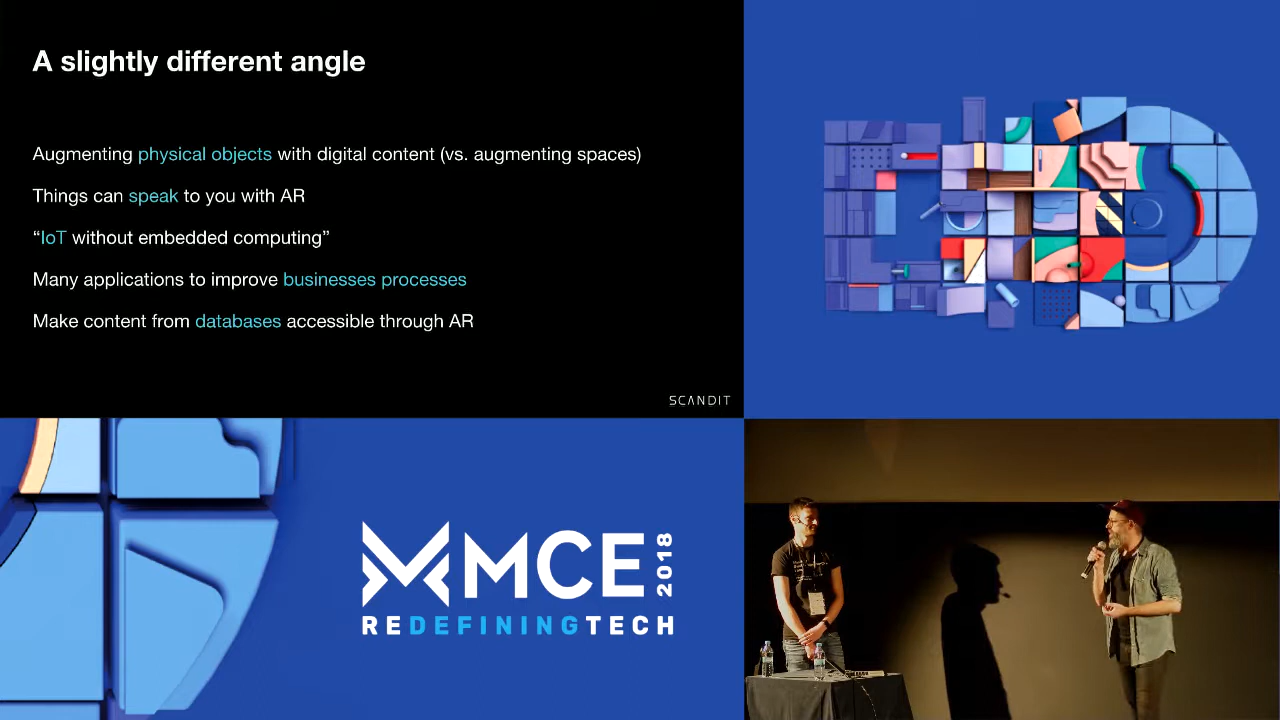 A slightly different angle
Augmenting physical objects with digital content (vs. augmenting spaces)
Things can speak to you with AR
“IoT without embedded computing”
Many applications to improve businesses processes
Make content from databases accessible through AR
SCANDIT
MCE 2018
REDEFININGTECH